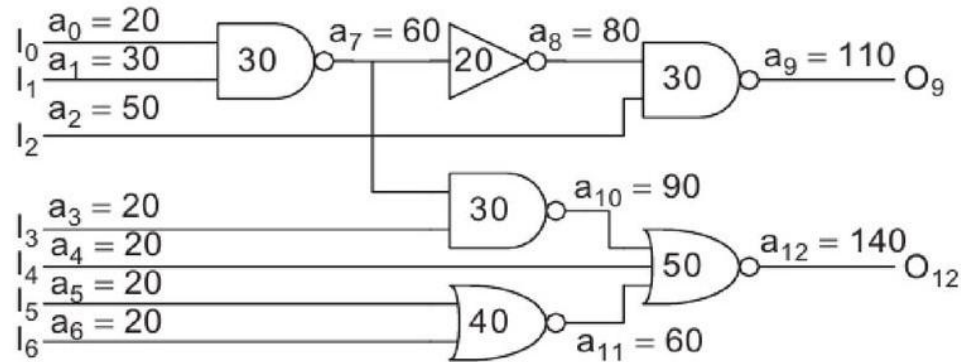 I₀ a₀ = 20
30
a₇ = 60
20
a₈ = 80
30
a₉ = 110
O₉
I₁ a₁ = 30
I₂ a₂ = 50
I₃ a₃ = 20
30
a₁₀ = 90
I₄ a₄ = 20
50
a₁₂ = 140
O₁₂
I₅ a₅ = 20
40
a₁₁ = 60
I₆ a₆ = 20